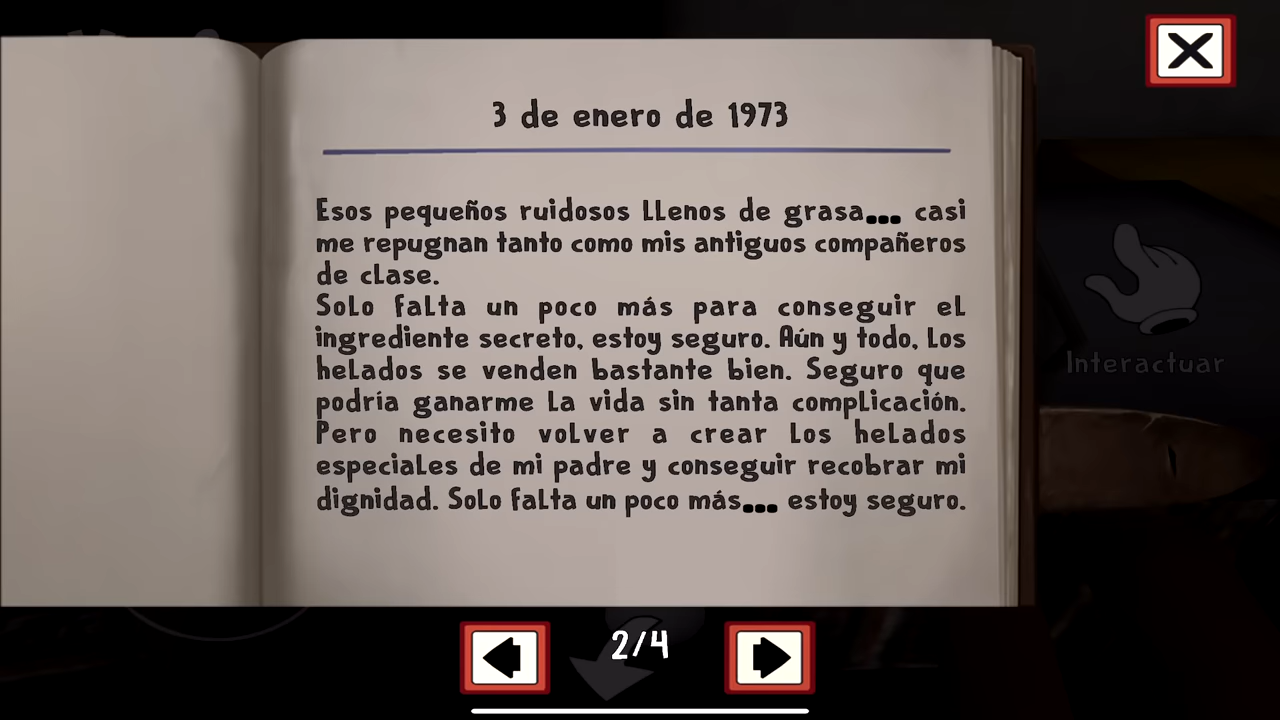 3 de enero de 1973
Esos pequeños ruidosos llenos de grasa... casi
me repugnan tanto como mis antiguos compañeros
de clase.
Solo falta un poco más para conseguir el
ingrediente secreto, estoy seguro. Aún y todo, los
helados se venden bastante bien. Seguro que
podría ganarme la vida sin tanta complicación.
Pero necesito volver a crear los helados
especiales de mi padre y conseguir recobrar mi
dignidad. Solo falta un poco más... estoy seguro.
Interactuar
2/4